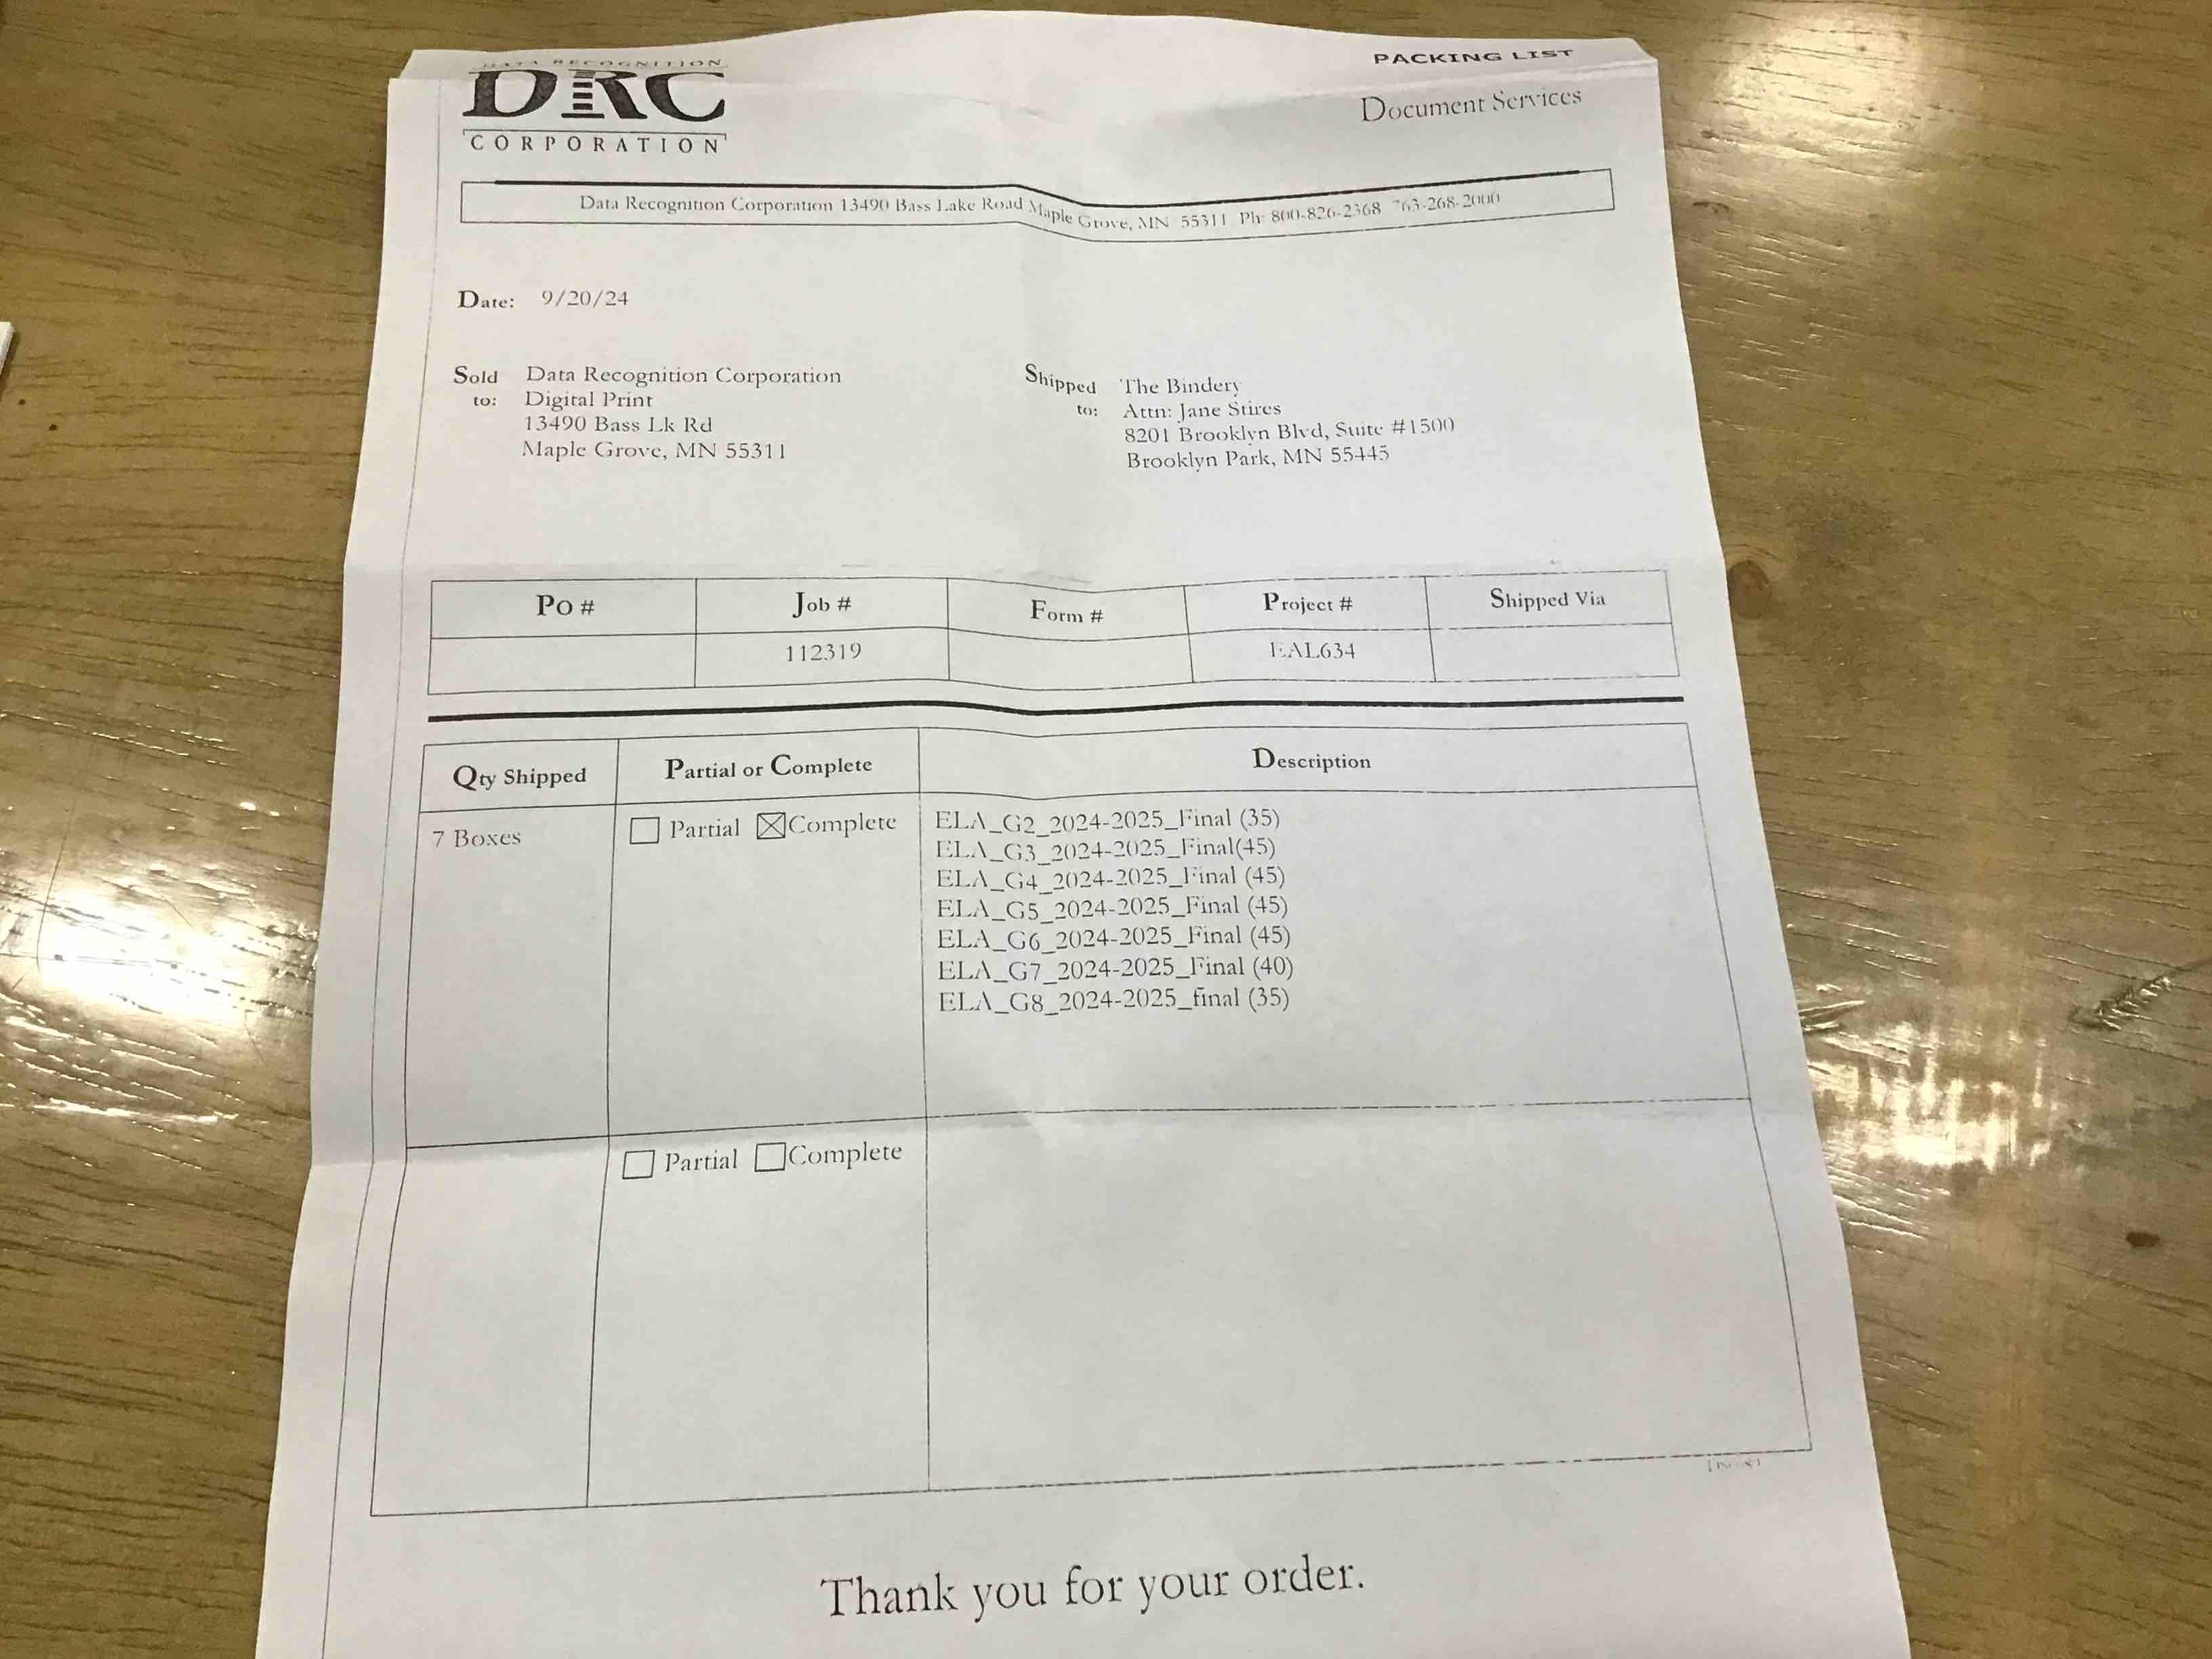 DATA RECOGNITION
DRC
CORPORATION
PACKING LIST
Document Services
Data Recognition Corporation 13490 Bass Lake Road Maple Grove, MN 55311 Ph: 800-826-2368 763-268-2000
Date: 9/20/24
Sold to:
Data Recognition Corporation
Digital Print
13490 Bass Lk Rd
Maple Grove, MN 55311
Shipped to:
The Bindery
Attn: Jane Stires
8201 Brooklyn Blvd, Suite #1500
Brooklyn Park, MN 55445
PO # Job # Form # Project # Shipped Via
112319 EAL634
Qty Shipped Partial or Complete Description
7 Boxes Partial Complete
ELA_G2_2024-2025_Final (35)
ELA_G3_2024-2025_Final(45)
ELA_G4_2024-2025_Final (45)
ELA_G5_2024-2025_Final (45)
ELA_G6_2024-2025_Final (45)
ELA_G7_2024-2025_Final (40)
ELA_G8_2024-2025_final (35)
Partial Complete
Thank you for your order.